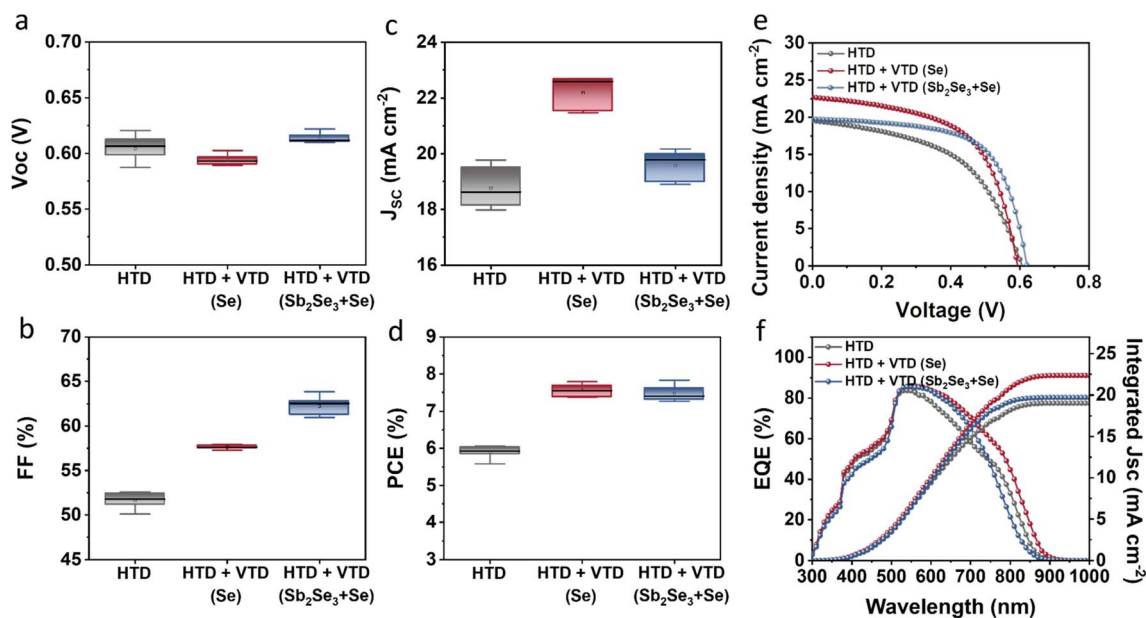 a
0.70
0.65
0.60
0.55
0.50
Voc (V)
HTD
HTD + VTD
(Se)
HTD + VTD
(Sb₂Se₃+Se)
c
24
22
20
18
16
J_SC (mA cm⁻²)
HTD
HTD + VTD
(Se)
HTD + VTD
(Sb₂Se₃+Se)
e
30
25
20
15
10
5
0
Current density (mA cm⁻²)
HTD
HTD + VTD (Se)
HTD + VTD (Sb₂Se₃+Se)
0.0 0.2 0.4 0.6 0.8
Voltage (V)
b
70
65
60
55
50
45
FF (%)
HTD
HTD + VTD
(Se)
HTD + VTD
(Sb₂Se₃+Se)
d
9
8
7
6
5
4
3
PCE (%)
HTD
HTD + VTD
(Se)
HTD + VTD
(Sb₂Se₃+Se)
f
100
80
60
40
20
0
EQE (%)
HTD
HTD + VTD (Se)
HTD + VTD (Sb₂Se₃+Se)
25
20
15
10
5
0
Integrated Jsc (mA cm⁻²)
300 400 500 600 700 800 900 1000
Wavelength (nm)